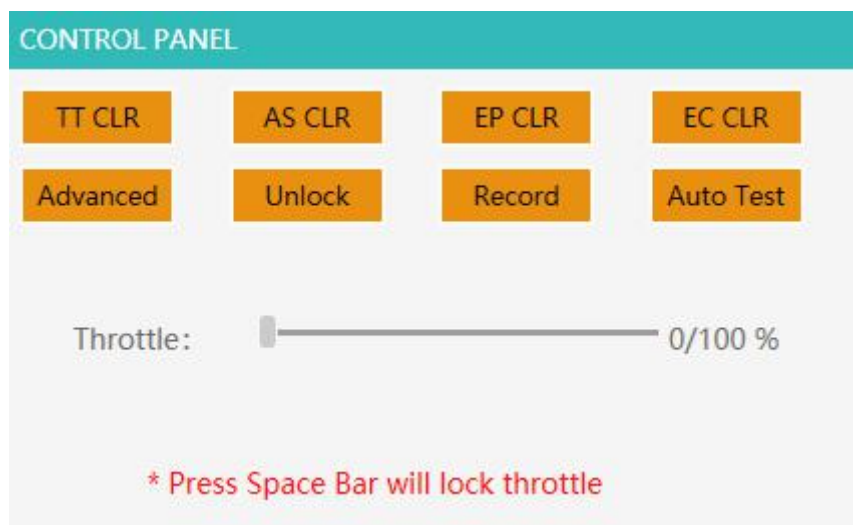 CONTROL PANEL
TT CLR AS CLR EP CLR EC CLR
Advanced Unlock Record Auto Test
Throttle: 0/100 %
* Press Space Bar will lock throttle